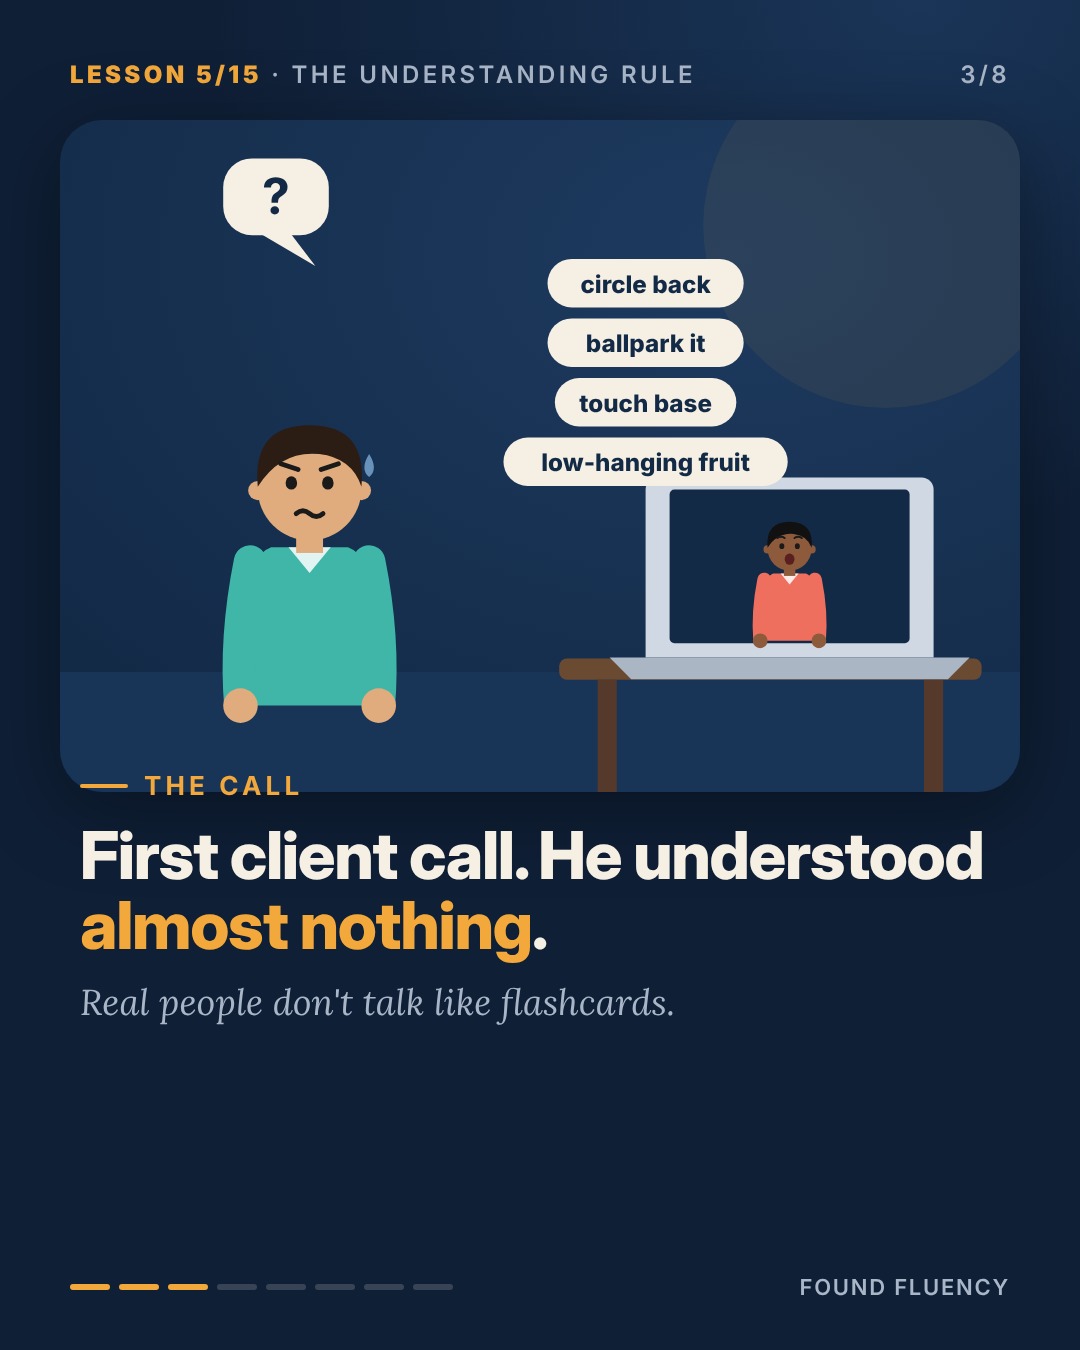 LESSON 5/15 · THE UNDERSTANDING RULE
3/8
?
circle back
ballpark it
touch base
low-hanging fruit
THE CALL
First client call. He understood
almost nothing.
Real people don't talk like flashcards.
FOUND FLUENCY